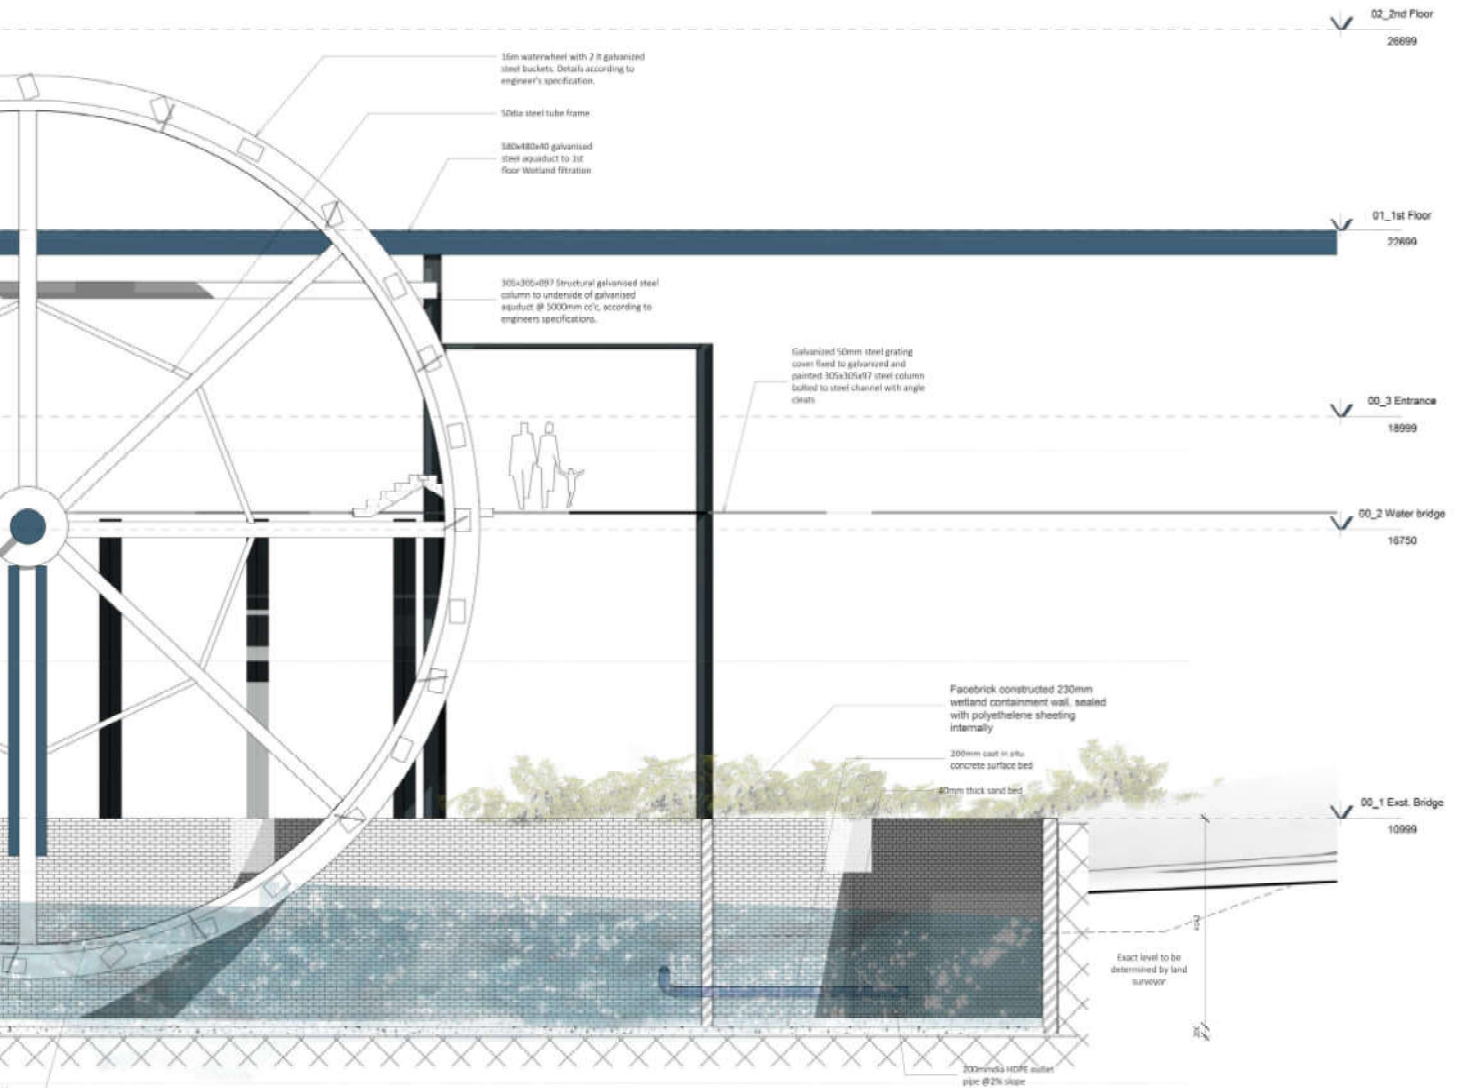 02_2nd Floor
26699
16m waterwheel with 2 lt galvanized
steel buckets. Details according to
engineer's specification.
50dia steel tube frame
580x480x40 galvanised
steel aquaduct to 1st
floor Wetland filtration
01_1st Floor
22699
305x305x097 Structural galvanised steel
column to underside of galvanised
aquduct @ 5000mm cc'c, according to
engineers specifications.
Galvanized 50mm steel grating
cover fixed to galvanized and
painted 305x305x97 steel column
bolted to steel channel with angle
cleats
00_3 Entrance
18999
00_2 Water bridge
16750
Facebrick constructed 230mm
wetland containment wall, sealed
with polyethelene sheeting
internally
200mm cast in situ
concrete surface bed
40mm thick sand bed
00_1 Exst. Bridge
10999
Exact level to be
determined by land
surveyor
200mmdia HDPE outlet
pipe @2% slope